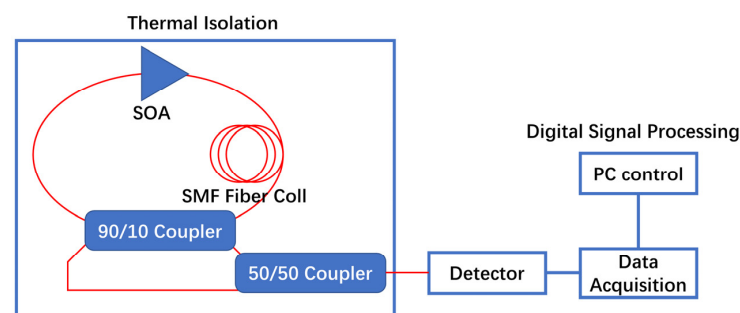 Thermal Isolation
SOA
SMF Fiber Coll
90/10 Coupler
50/50 Coupler
Detector
Digital Signal Processing
PC control
Data
Acquisition